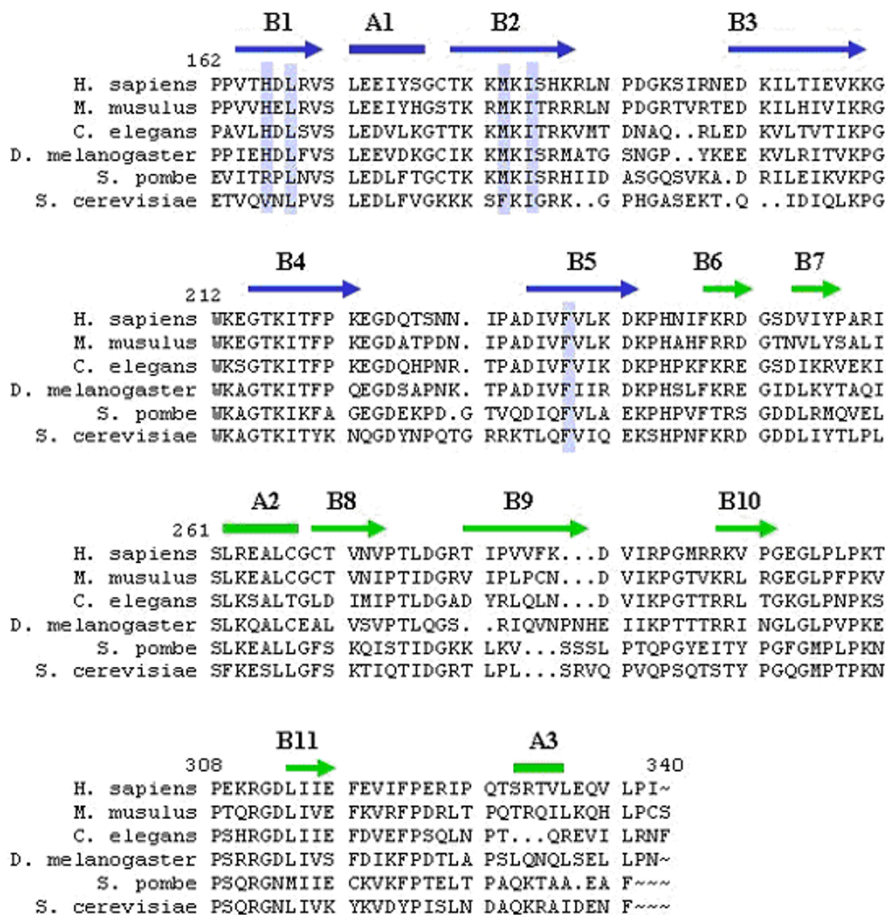 B1 A1 B2 B3
162
H. sapiens PPVTHDLRVS LEEIYSGCTK KMKISHKRLN PDGKSIRNED KILTIEVKKG
M. musulus PPVVHELRVS LEEIYHGSTK RMKITRRRLN PDGRTVRTED KILHIVIKRG
C. elegans PAVLHDLSVS LEDVLKGTTK KMKITRKVMT DNAQ..RLED KVLTVTIKPG
D. melanogaster PPIEHDLFVS LEEVDKGCIK KMKISRMATG SNGP..YKEE KVLRITVKPG
S. pombe EVITRPLNVS LEDLFTGCTK KMKISRHIID ASGQSVKA.D RILEIKVKPG
S. cerevisiae ETVQVNLPVS LEDLFVGKKK SFKIGRK..G PHGASEKT.Q ..IDIQLKPG
B4 B5 B6 B7
212
H. sapiens WKEGTKITFP KEGDQTSNN. IPADIVFVLK DKPHNIFKRD GSDVIYPARI
M. musulus WKEGTKITFP KEGDATPDN. IPADIVFVLK DKPHAHFRRD GTNVLYSALI
C. elegans WKSGTKITFP KEGDQHPNR. TPADIVFVIK DKPHPKFKRE GSDIKRVEKI
D. melanogaster WKAGTKITFP QEGDSAPNK. TPADIVFIIR DKPHSLFKRE GIDLKYTAQI
S. pombe WKAGTKIKFA GEGDEKPD.G TVQDIQFVLA EKPHPVFTRS GDDLRMQVEL
S. cerevisiae WKAGTKITYK NQGDYNPQTG RRKTLQFVIQ EKSHPNFKRD GDDLIYTLPL
A2 B8 B9 B10
261
H. sapiens SLREALCGCT VNVPTLDGRT IPVVFK...D VIRPGMRRKV PGEGLPLPKT
M. musulus SLKEALCGCT VNIPTIDGRV IPLPCN...D VIKPGTVKRL RGEGLPFPKV
C. elegans SLKSALTGLD IMIPTLDGAD YRLQLN...D VIKPGTTRRL TGKGLPNPKS
D. melanogaster SLKQALCEAL VSVPTLQGS. .RIQVNPNHE IIKPTTTRRI NGLGLPVPKE
S. pombe SLKEALLGFS KQISTIDGKK LKV...SSSL PTQPGYEITY PGFGMPLPKN
S. cerevisiae SFKESLLGFS KTIQTIDGRT LPL...SRVQ PVQPSQTSTY PGQGMPTPKN
B11 A3
308 340
H. sapiens PEKRGDLIIE FEVIFPERIP QTSRTVLEQV LPI~
M. musulus PTQRGDLIVE FKVRFPDRLT PQTRQILKQH LPCS
C. elegans PSHRGDLIVE FDVEFPSQLN PT...QREVI LRNF
D. melanogaster PSRRGDLIVS FDIKFPDTLA PSLQNQLSEL LPN~
S. pombe PSQRGNMIIE CKVKFPTELT PAQKTAA.EA F~~~
S. cerevisiae PSQRGNLIVK YKVDYPISLN DAQKRAIDEN F~~~